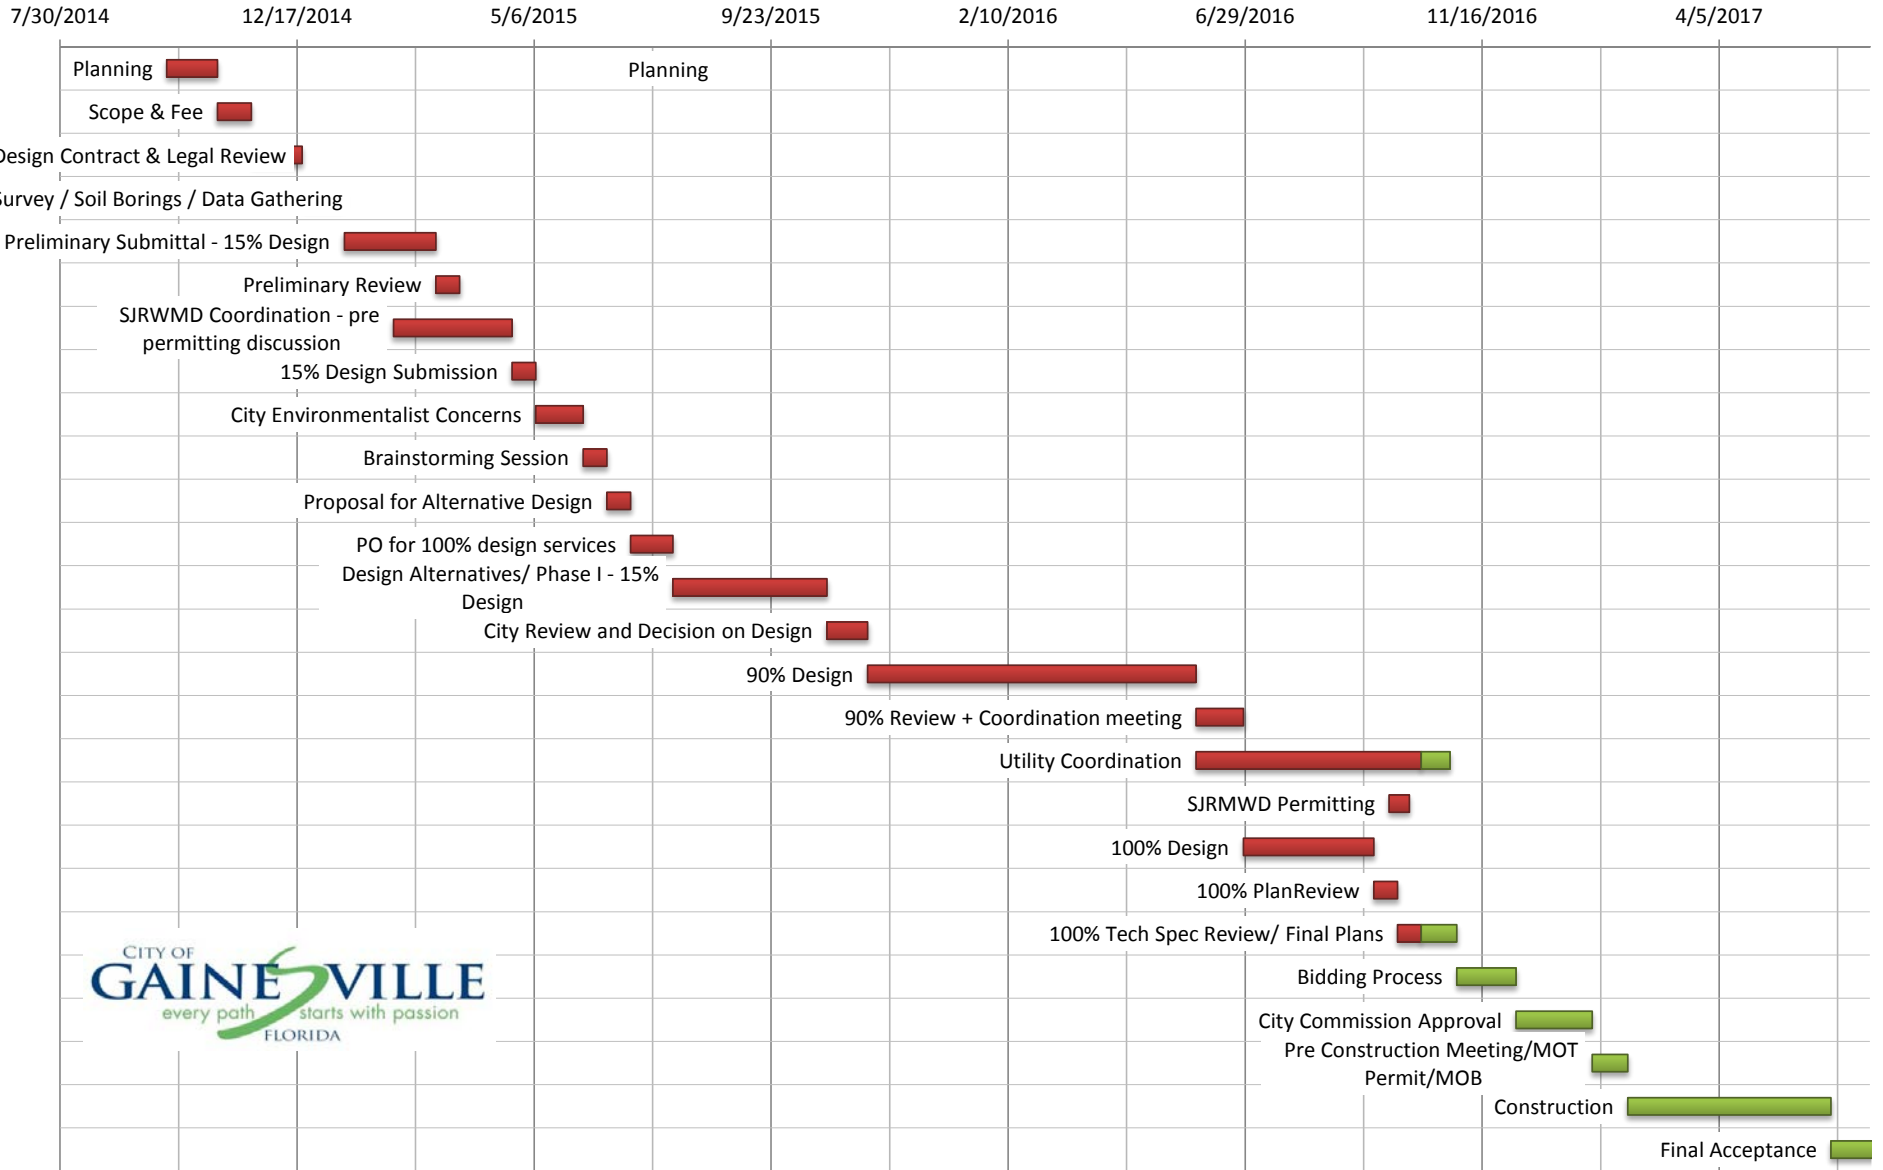 7/30/2014 12/17/2014 5/6/2015 9/23/2015 2/10/2016 6/29/2016 11/16/2016 4/5/2017
Planning Planning
Scope & Fee
Design Contract & Legal Review
Survey / Soil Borings / Data Gathering
Preliminary Submittal - 15% Design
Preliminary Review
SJRWMD Coordination - pre
permitting discussion
15% Design Submission
City Environmentalist Concerns
Brainstorming Session
Proposal for Alternative Design
PO for 100% design services
Design Alternatives/ Phase I - 15%
Design
City Review and Decision on Design
90% Design
90% Review + Coordination meeting
Utility Coordination
SJRMWD Permitting
100% Design
100% PlanReview
100% Tech Spec Review/ Final Plans
Bidding Process
City Commission Approval
Pre Construction Meeting/MOT
Permit/MOB
Construction
Final Acceptance
CITY OF
GAINESVILLE
every path starts with passion
FLORIDA